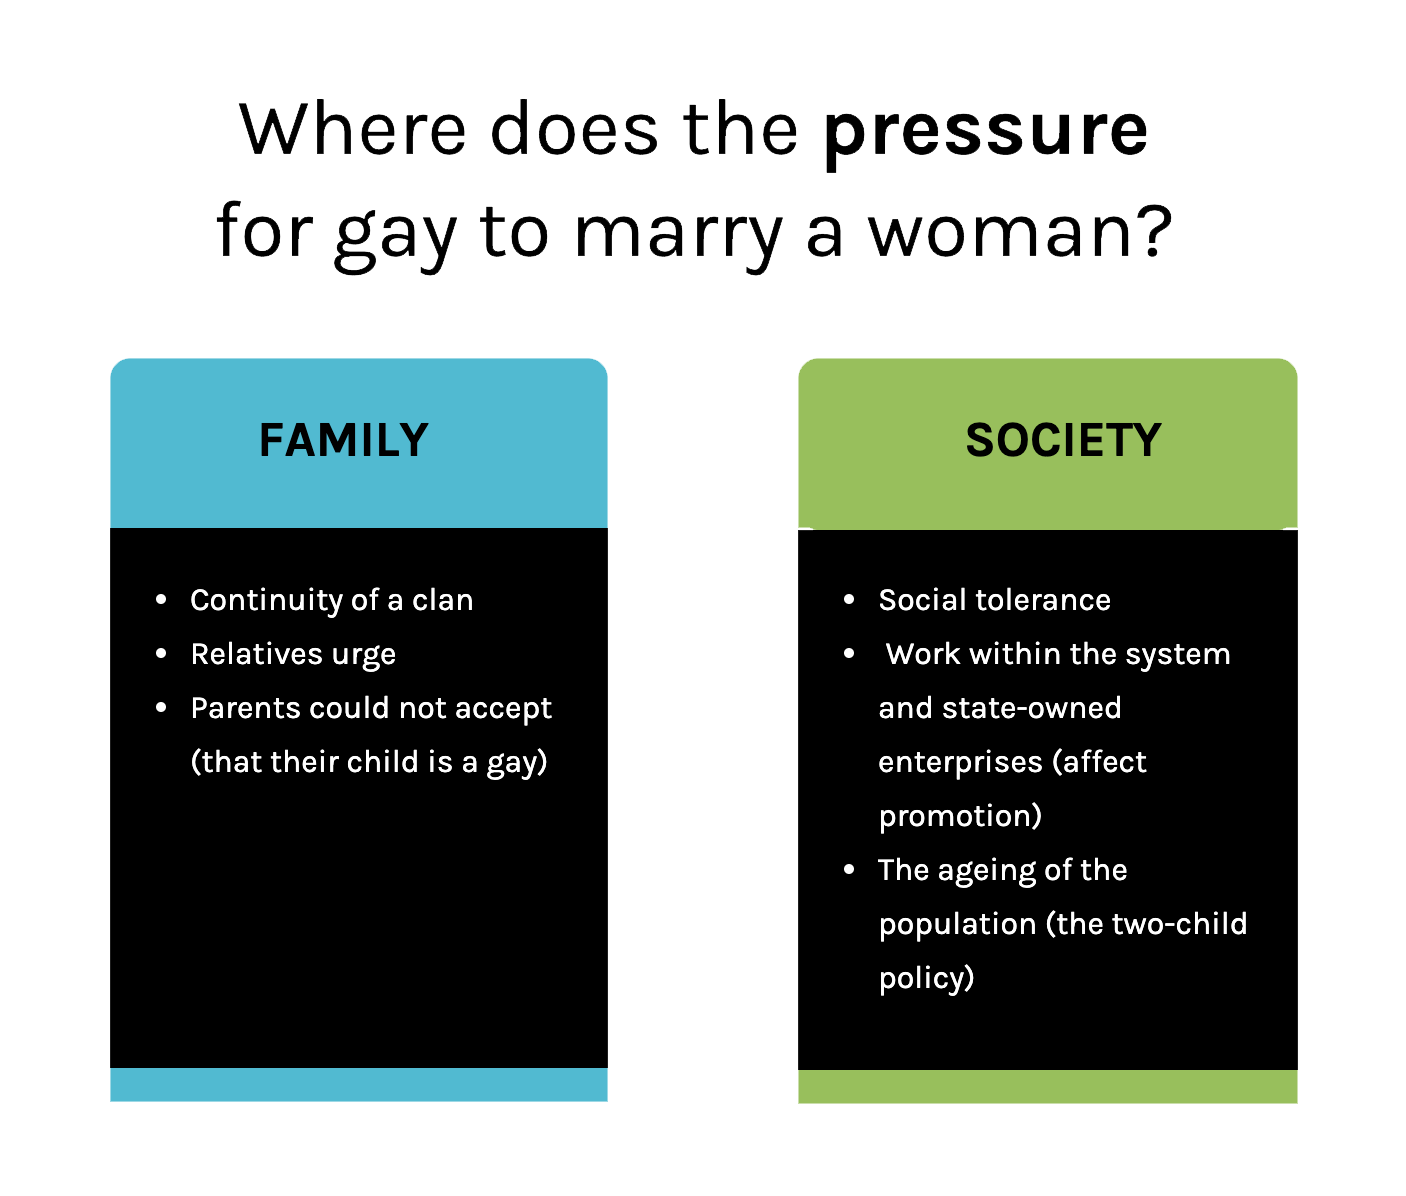 Where does the pressure
for gay to marry a woman?
FAMILY
• Continuity of a clan
• Relatives urge
• Parents could not accept
(that their child is a gay)
SOCIETY
• Social tolerance
• Work within the system
and state-owned
enterprises (affect
promotion)
• The ageing of the
population (the two-child
policy)